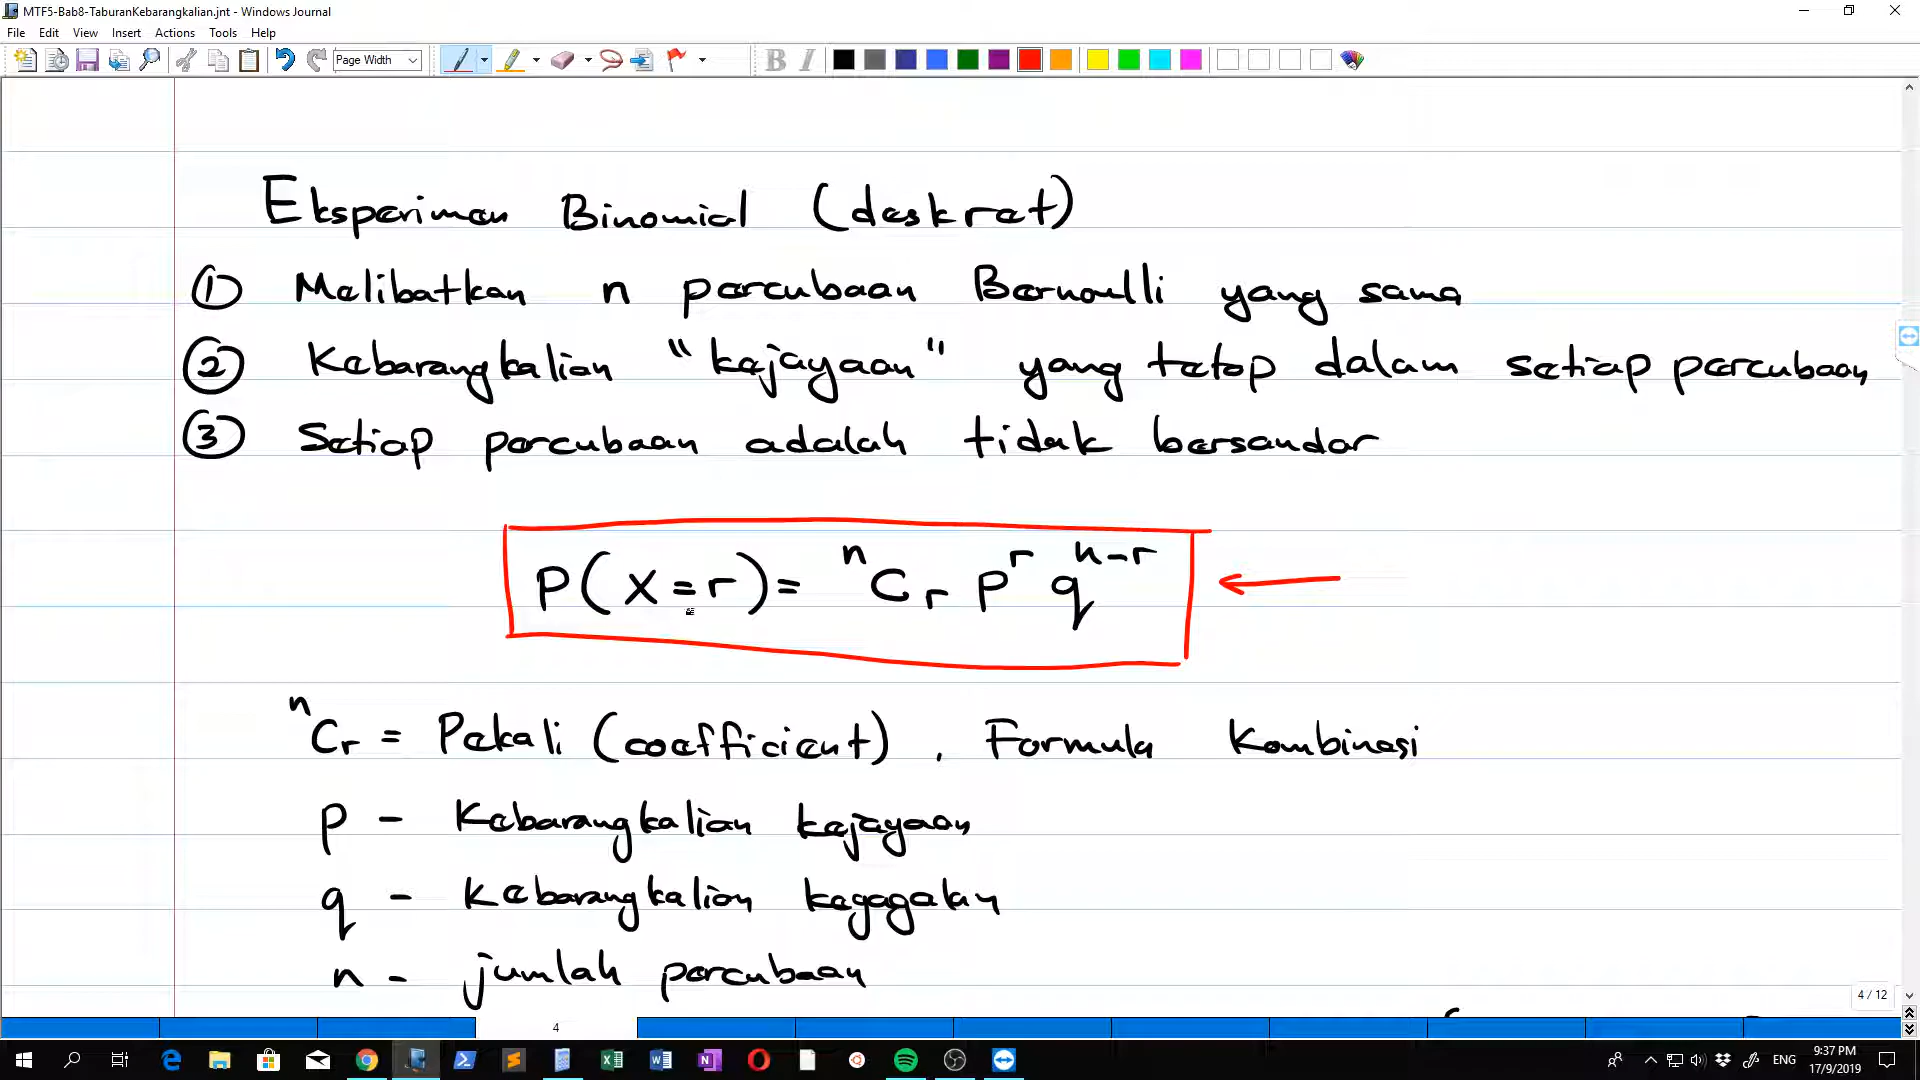 MTF5-Bab8-TaburanKebarangkalian.jnt - Windows Journal
File Edit View Insert Actions Tools Help
Page Width
B I
Eksperimen Binomial (deskret)
① Melibatkan n percubaan Bernoulli yang sama
② Kebarangkalian "kejayaan" yang tetap dalam setiap percubaan
③ Setiap percubaan adalah tidak bersandar
P(X=r) = ⁿCᵣ pʳ qⁿ⁻ʳ
ⁿCᵣ = Pekali (coefficient), Formula Kombinasi
p - Kebarangkalian kejayaan
q - Kebarangkalian kegagalan
n - jumlah percubaan
4 / 12
4
ENG
9:37 PM
17/9/2019